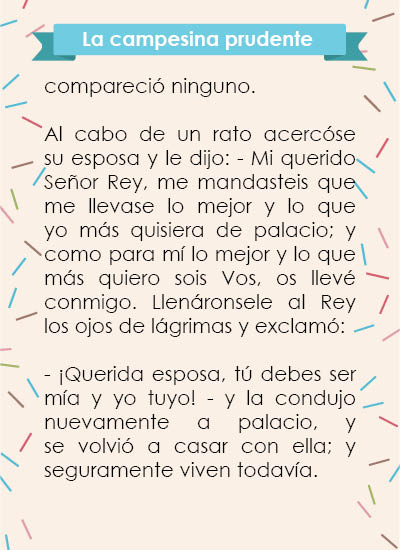 La campesina prudente
compareció ninguno.
Al cabo de un rato acercóse
su esposa y le dijo: - Mi querido
Señor Rey, me mandasteis que
me llevase lo mejor y lo que
yo más quisiera de palacio; y
como para mí lo mejor y lo que
más quiero sois Vos, os llevé
conmigo. Llenáronsele al Rey
los ojos de lágrimas y exclamó:
- ¡Querida esposa, tú debes ser
mía y yo tuyo! - y la condujo
nuevamente a palacio, y
se volvió a casar con ella; y
seguramente viven todavía.